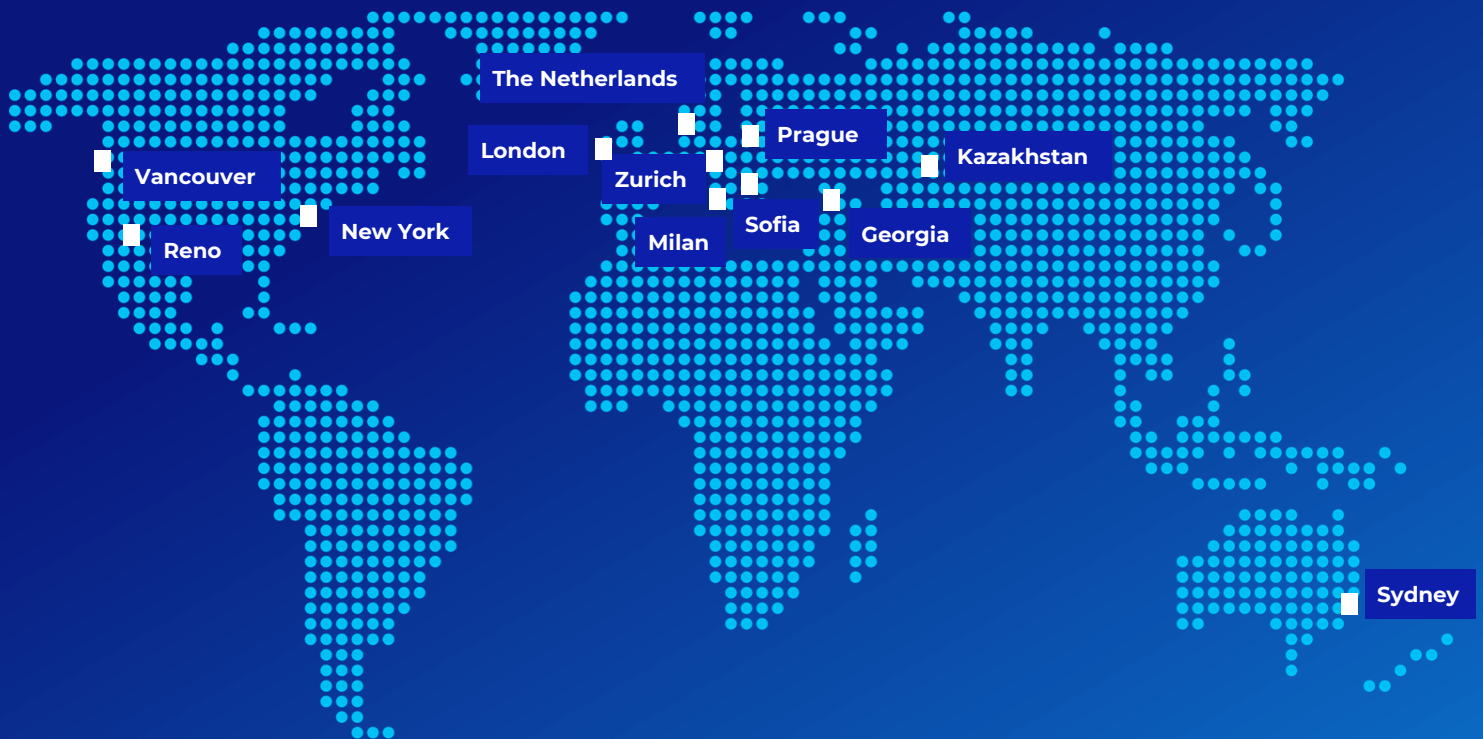 The Netherlands
Prague
London
Kazakhstan
Vancouver
Zurich
New York
Sofia
Georgia
Milan
Reno
Sydney